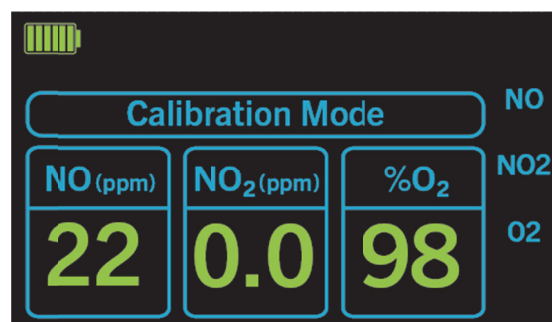 Calibration Mode
NO
NO(ppm) NO₂(ppm) %O₂
NO2
22 0.0 98
O2